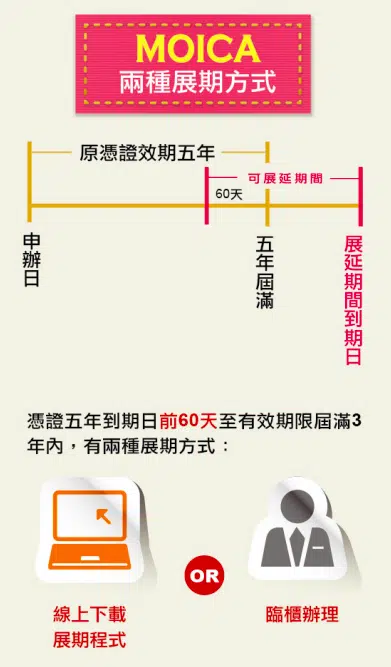 MOICA
兩種展期方式
原憑證效期五年
可展延期間
60天
申辦日
五年屆滿
展延期間到期日
憑證五年到期日前60天至有效期限屆滿3
年內，有兩種展期方式：
OR
線上下載
展期程式
臨櫃辦理